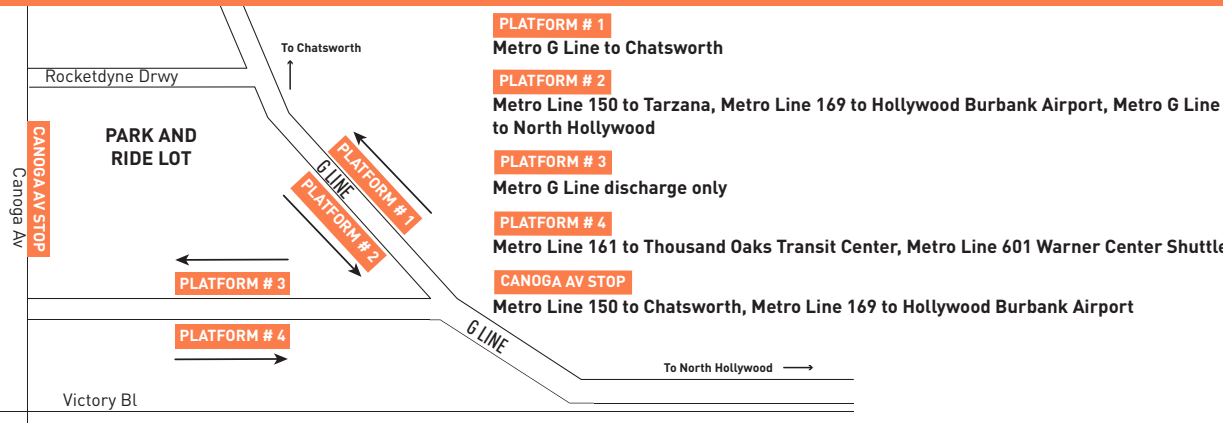 To Chatsworth
Rocketdyne Drwy
PARK AND
RIDE LOT
CANOGA AV STOP
Canoga Av
G LINE
PLATFORM # 1
PLATFORM # 2
PLATFORM # 3
PLATFORM # 4
G LINE
To North Hollywood
Victory Bl
PLATFORM # 1
Metro G Line to Chatsworth
PLATFORM # 2
Metro Line 150 to Tarzana, Metro Line 169 to Hollywood Burbank Airport, Metro G Line
to North Hollywood
PLATFORM # 3
Metro G Line discharge only
PLATFORM # 4
Metro Line 161 to Thousand Oaks Transit Center, Metro Line 601 Warner Center Shuttle
CANOGA AV STOP
Metro Line 150 to Chatsworth, Metro Line 169 to Hollywood Burbank Airport